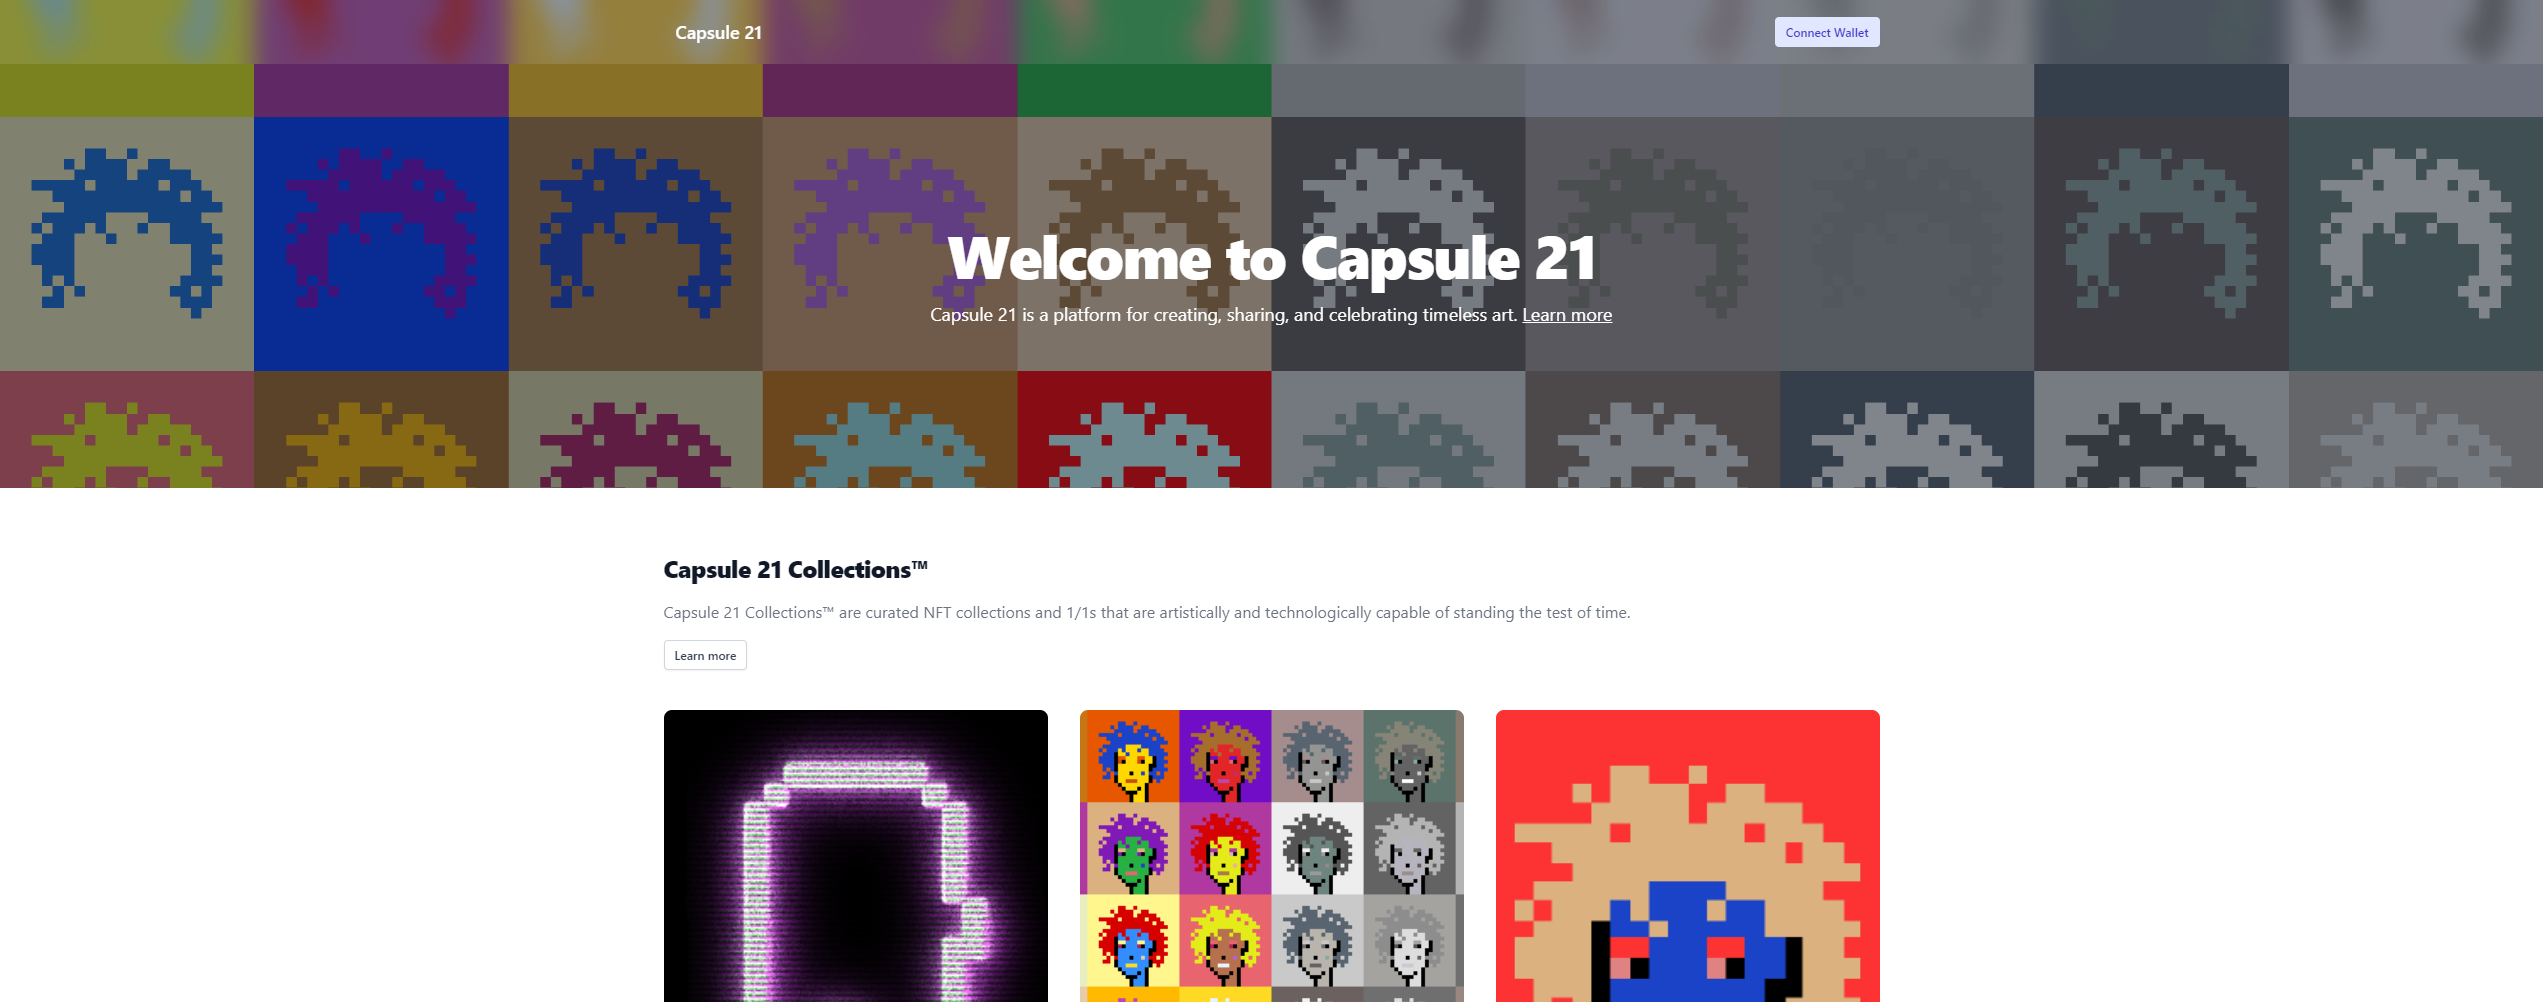 Capsule 21
Connect Wallet
Welcome to Capsule 21
Capsule 21 is a platform for creating, sharing, and celebrating timeless art. Learn more
Capsule 21 Collections™
Capsule 21 Collections™ are curated NFT collections and 1/1s that are artistically and technologically capable of standing the test of time.
Learn more